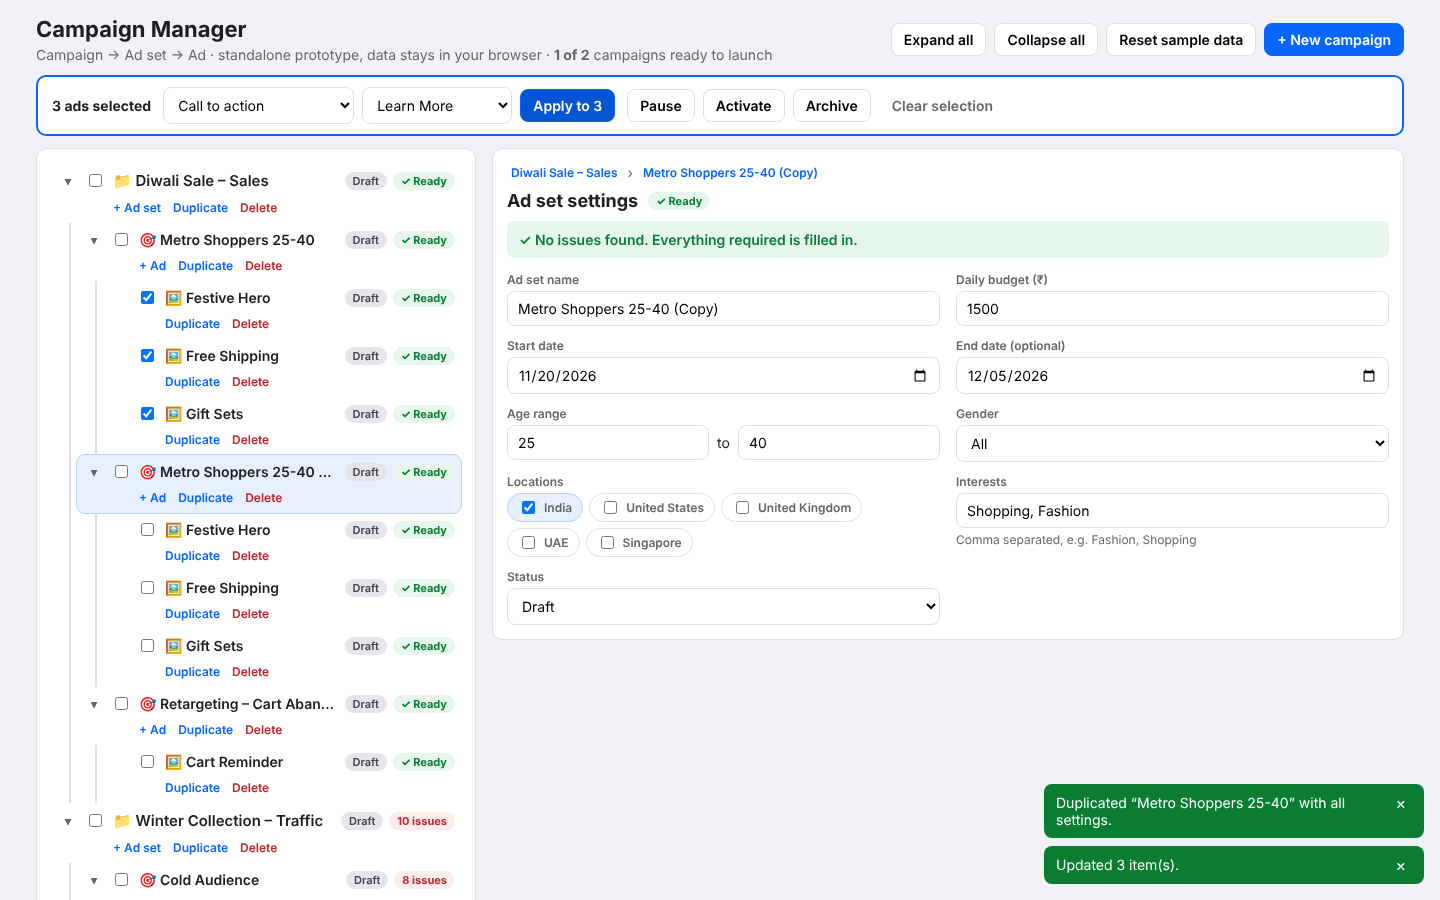 Campaign Manager
Campaign → Ad set → Ad · standalone prototype, data stays in your browser · 1 of 2 campaigns ready to launch
Expand all
Collapse all
Reset sample data
+ New campaign
3 ads selected
Call to action
Learn More
Apply to 3
Pause
Activate
Archive
Clear selection
Diwali Sale – Sales Draft ✓ Ready
+ Ad set Duplicate Delete
Metro Shoppers 25-40 Draft ✓ Ready
+ Ad Duplicate Delete
Festive Hero Draft ✓ Ready
Duplicate Delete
Free Shipping Draft ✓ Ready
Duplicate Delete
Gift Sets Draft ✓ Ready
Duplicate Delete
Metro Shoppers 25-40 ... Draft ✓ Ready
+ Ad Duplicate Delete
Festive Hero Draft ✓ Ready
Duplicate Delete
Free Shipping Draft ✓ Ready
Duplicate Delete
Gift Sets Draft ✓ Ready
Duplicate Delete
Retargeting – Cart Aban... Draft ✓ Ready
+ Ad Duplicate Delete
Cart Reminder Draft ✓ Ready
Duplicate Delete
Winter Collection – Traffic Draft 10 issues
+ Ad set Duplicate Delete
Cold Audience Draft 8 issues
Diwali Sale – Sales › Metro Shoppers 25-40 (Copy)
Ad set settings ✓ Ready
✓ No issues found. Everything required is filled in.
Ad set name
Metro Shoppers 25-40 (Copy)
Daily budget (₹)
1500
Start date
11/20/2026
End date (optional)
12/05/2026
Age range
25 to 40
Gender
All
Locations
India
United States
United Kingdom
UAE
Singapore
Interests
Shopping, Fashion
Comma separated, e.g. Fashion, Shopping
Status
Draft
Duplicated “Metro Shoppers 25-40” with all
settings.
×
Updated 3 item(s).
×